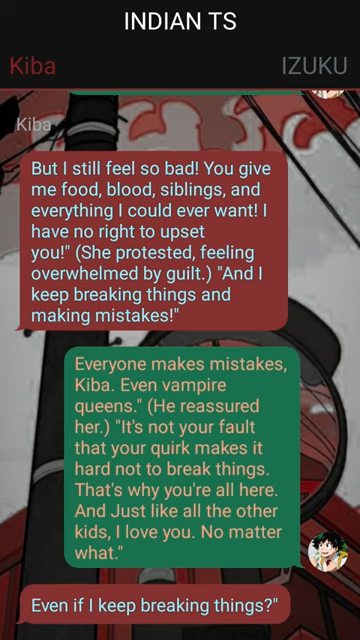 INDIAN TS
Kiba
IZUKU
Kiba
But I still feel so bad! You give
me food, blood, siblings, and
everything I could ever want! I
have no right to upset
you!" (She protested, feeling
overwhelmed by guilt.) "And I
keep breaking things and
making mistakes!"
Everyone makes mistakes,
Kiba. Even vampire
queens." (He reassured
her.) "It's not your fault
that your quirk makes it
hard not to break things.
That's why you're all here.
And Just like all the other
kids, I love you. No matter
what."
Even if I keep breaking things?"